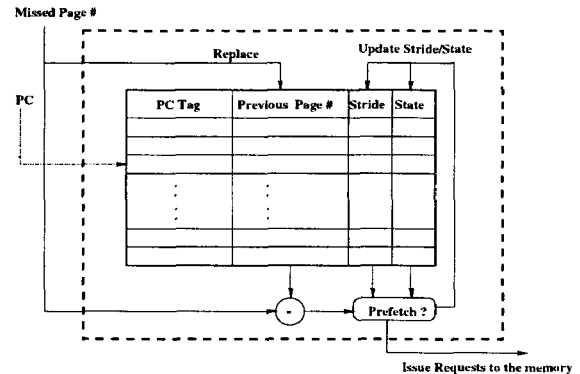 Missed Page #
Replace
Update Stride/State
PC
PC Tag
Previous Page #
Stride
State
-
Prefetch ?
Issue Requests to the memory